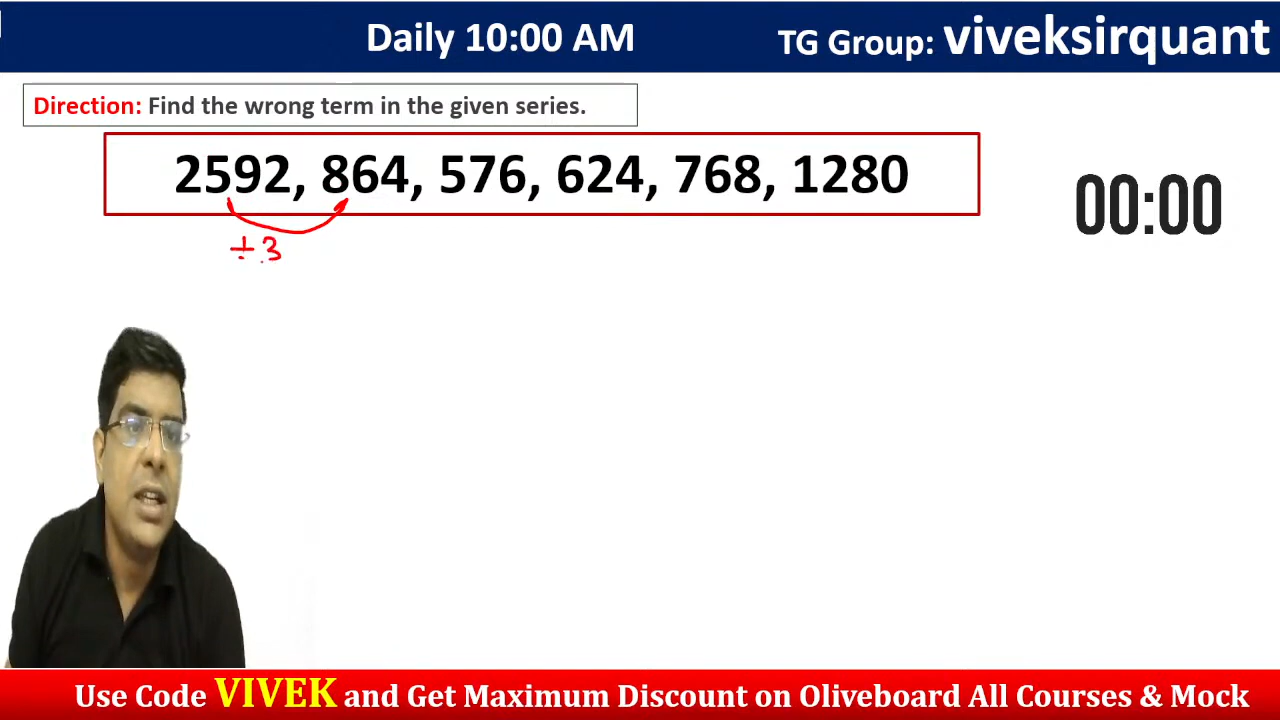 Daily 10:00 AM
TG Group: viveksirquant
Direction: Find the wrong term in the given series.
2592, 864, 576, 624, 768, 1280
00:00
÷3
Use Code VIVEK and Get Maximum Discount on Oliveboard All Courses & Mock